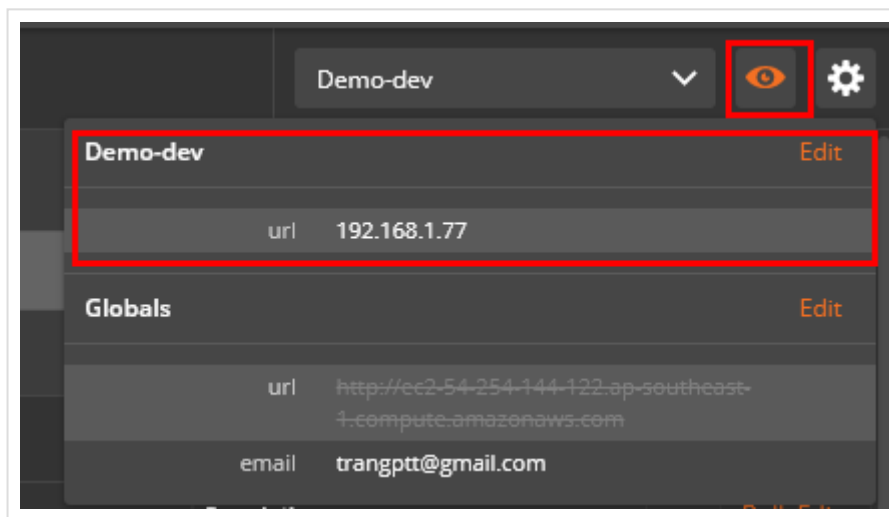 Demo-dev
Demo-dev Edit
url 192.168.1.77
Globals Edit
url http://ec2-54-254-144-122.ap-southeast-
1.compute.amazonaws.com
email trangptt@gmail.com